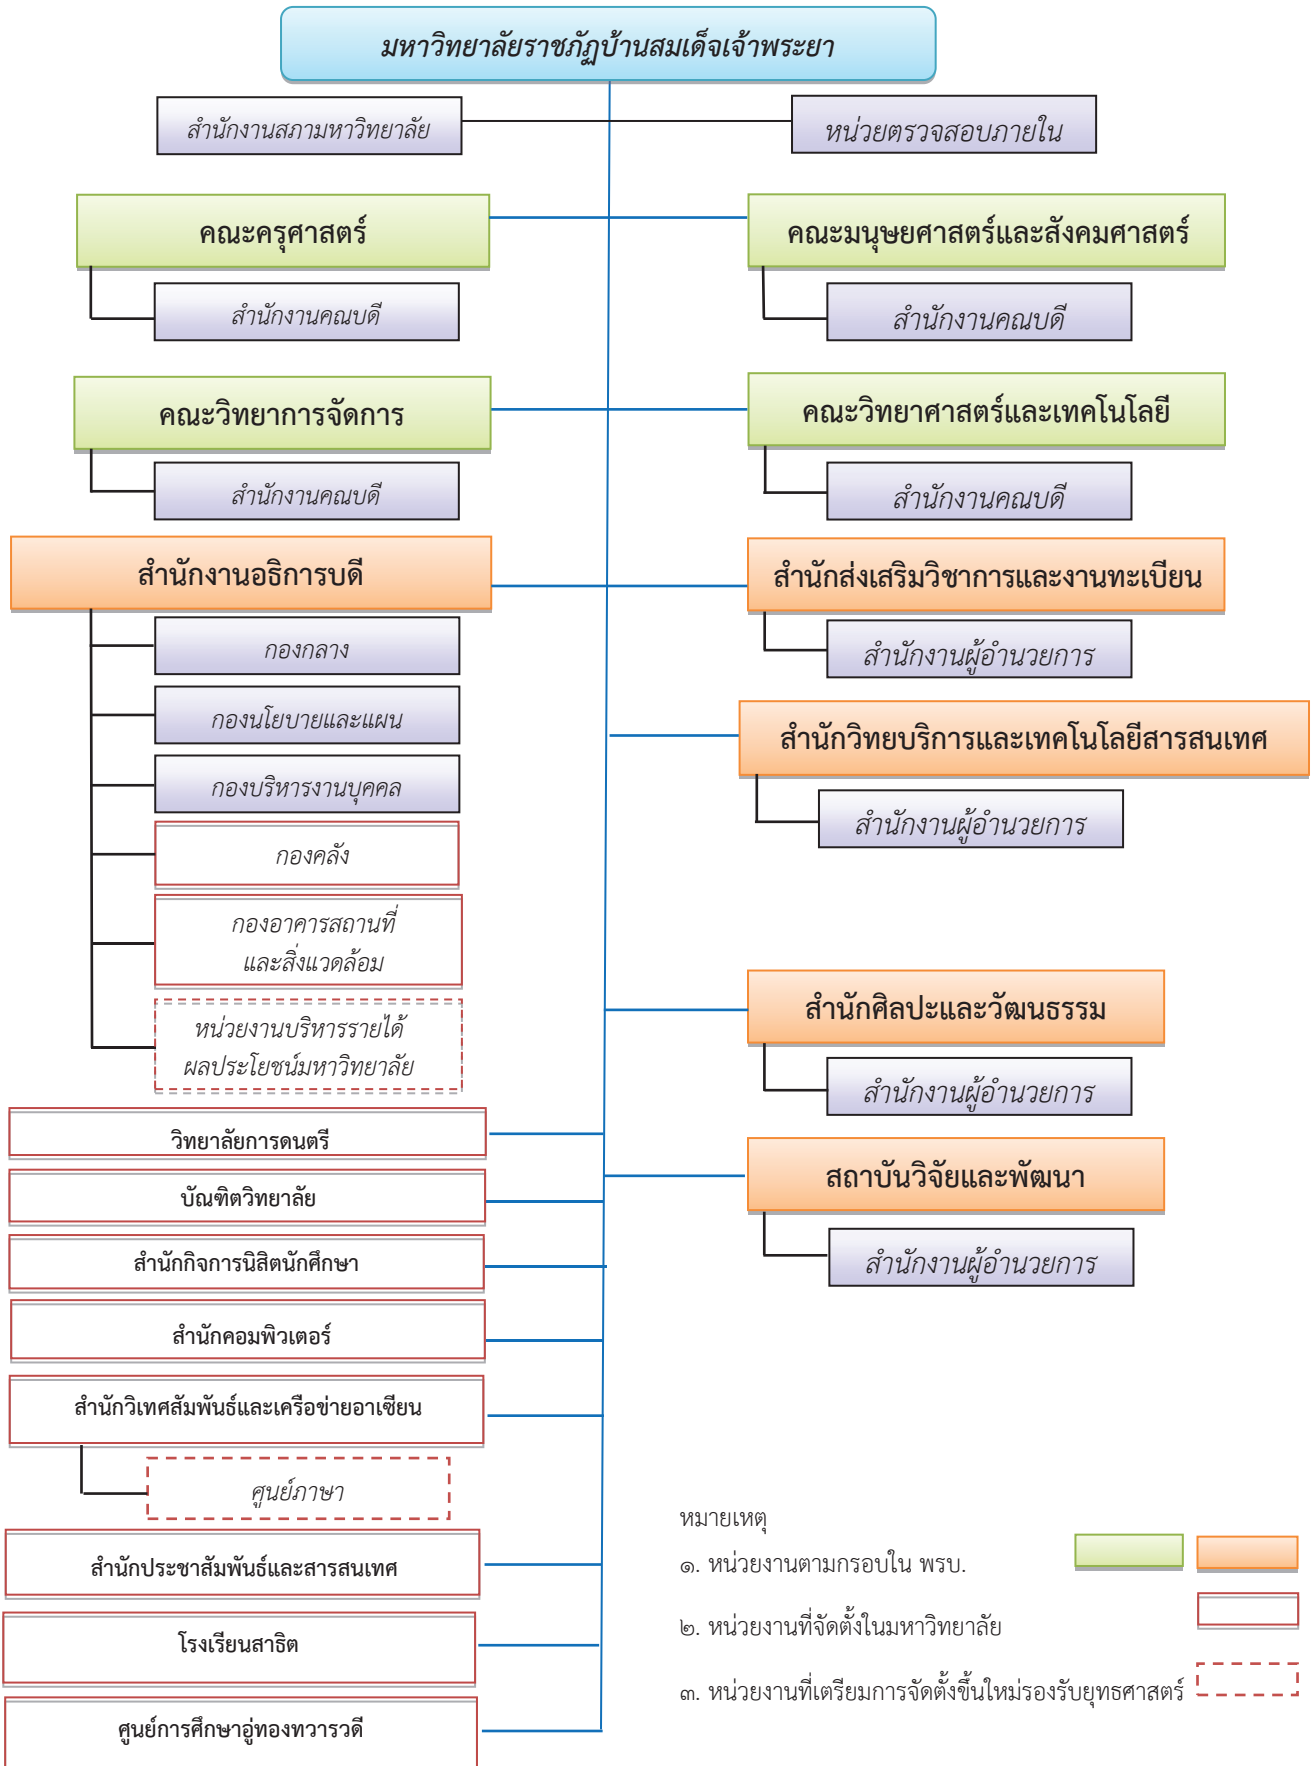 มหาวิทยาลัยราชภัฏบ้านสมเด็จเจ้าพระยา
สำนักงานสภามหาวิทยาลัย
หน่วยตรวจสอบภายใน
คณะครุศาสตร์
คณะมนุษยศาสตร์และสังคมศาสตร์
สำนักงานคณบดี
สำนักงานคณบดี
คณะวิทยาการจัดการ
คณะวิทยาศาสตร์และเทคโนโลยี
สำนักงานคณบดี
สำนักงานคณบดี
สำนักงานอธิการบดี
สำนักส่งเสริมวิชาการและงานทะเบียน
กองกลาง
สำนักงานผู้อำนวยการ
กองนโยบายและแผน
สำนักวิทยบริการและเทคโนโลยีสารสนเทศ
กองบริหารงานบุคคล
สำนักงานผู้อำนวยการ
กองคลัง
กองอาคารสถานที่
และสิ่งแวดล้อม
สำนักศิลปะและวัฒนธรรม
หน่วยงานบริหารรายได้
ผลประโยชน์มหาวิทยาลัย
สำนักงานผู้อำนวยการ
วิทยาลัยการดนตรี
สถาบันวิจัยและพัฒนา
บัณฑิตวิทยาลัย
สำนักกิจการนิสิตนักศึกษา
สำนักงานผู้อำนวยการ
สำนักคอมพิวเตอร์
สำนักวิเทศสัมพันธ์และเครือข่ายอาเซียน
ศูนย์ภาษา
สำนักประชาสัมพันธ์และสารสนเทศ
โรงเรียนสาธิต
ศูนย์การศึกษาอู่ทองทวารวดี
หมายเหตุ
๑. หน่วยงานตามกรอบใน พรบ.
๒. หน่วยงานที่จัดตั้งในมหาวิทยาลัย
๓. หน่วยงานที่เตรียมการจัดตั้งขึ้นใหม่รองรับยุทธศาสตร์